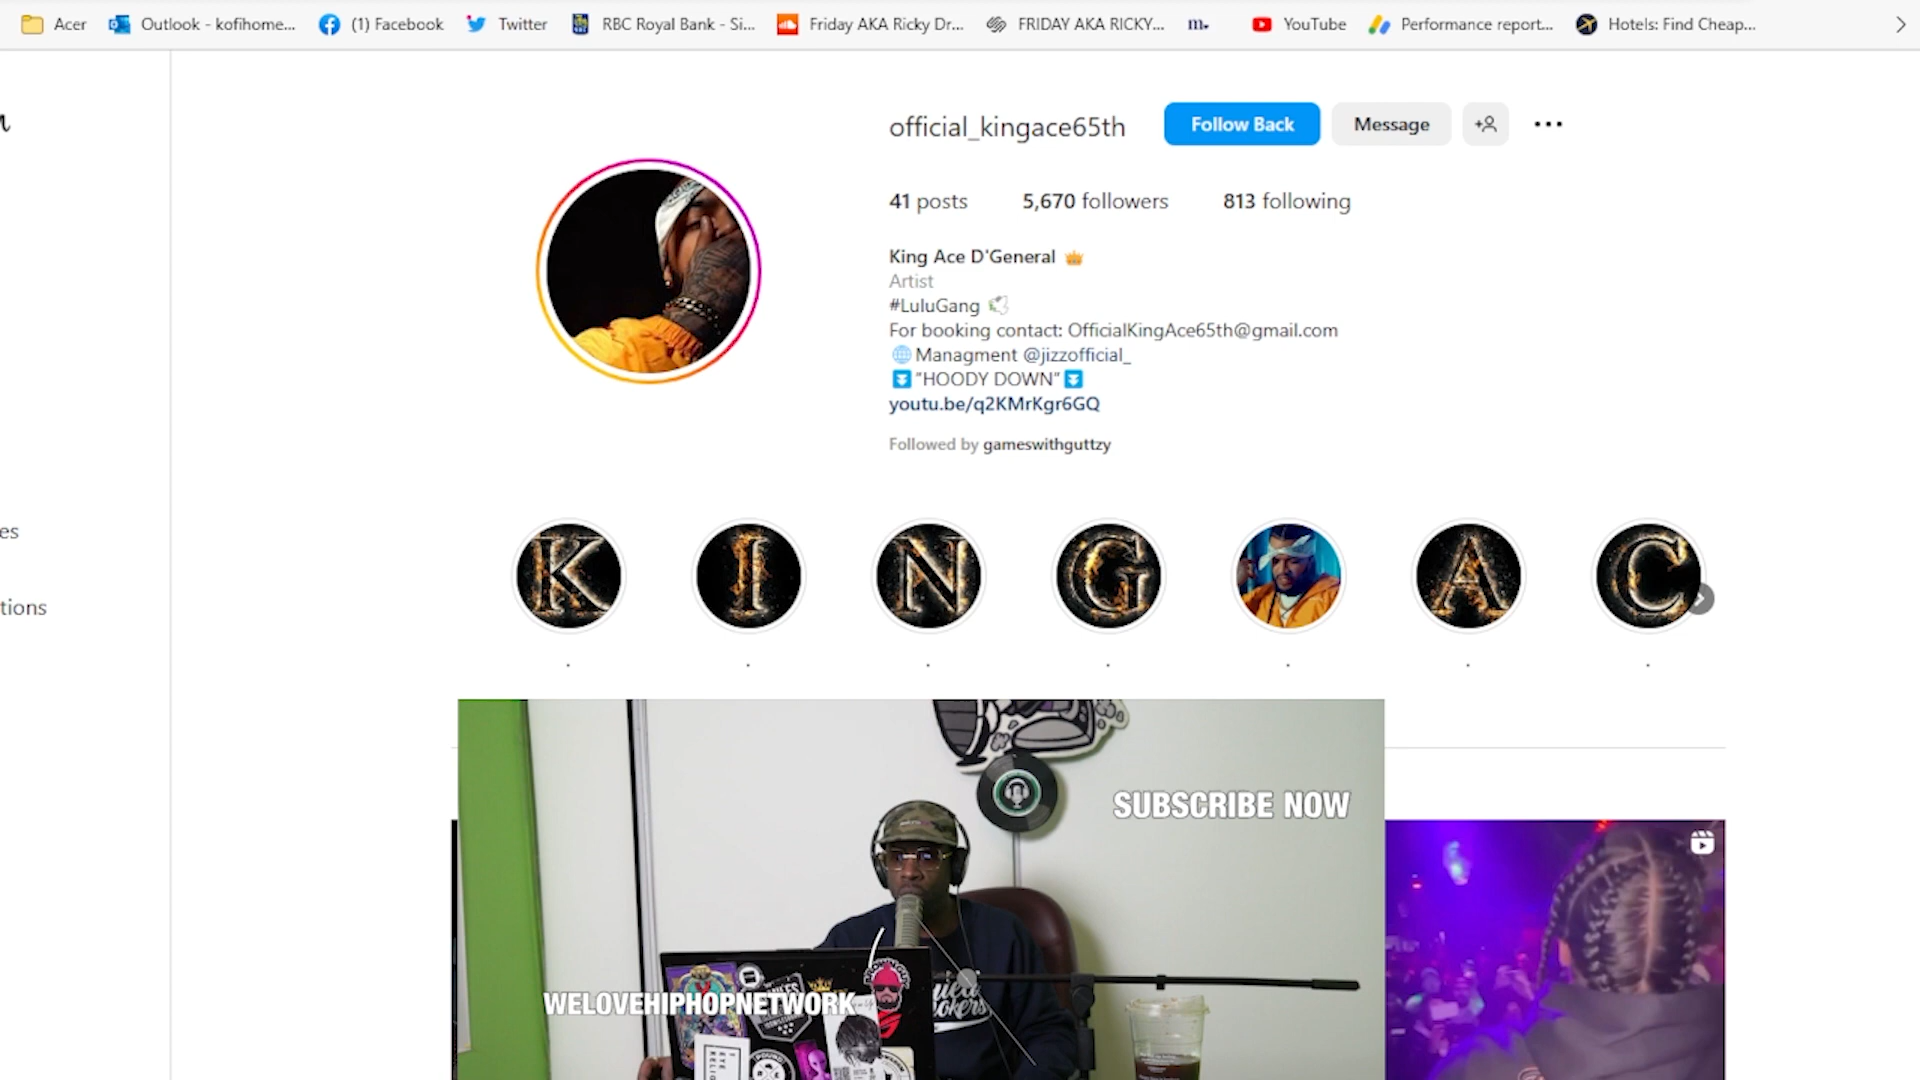 Acer Outlook - kofihome... (1) Facebook Twitter RBC Royal Bank - Si... Friday AKA Ricky Dr... FRIDAY AKA RICKY... m. YouTube Performance report... Hotels: Find Cheap...
official_kingace65th Follow Back Message
41 posts 5,670 followers 813 following
King Ace D'General
Artist
#LuluGang
For booking contact: OfficialKingAce65th@gmail.com
Managment @jizzofficial_
"HOODY DOWN"
youtu.be/q2KMrKgr6GQ
Followed by gameswithguttzy
es
K I N G A C
tions
SUBSCRIBE NOW
WELOVEHIPHOPNETWORK